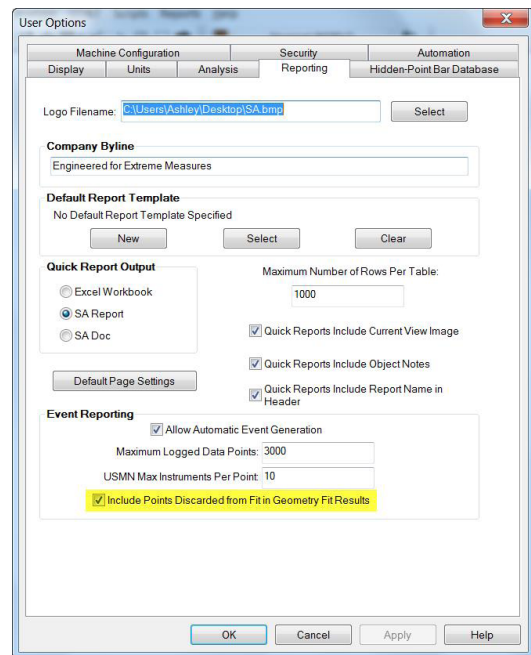 User Options
Machine Configuration Security Automation
Display Units Analysis Reporting Hidden-Point Bar Database
Logo Filename: C:\Users\Ashley\Desktop\SA.bmp Select
Company Byline
Engineered for Extreme Measures
Default Report Template
No Default Report Template Specified
New Select Clear
Quick Report Output
Excel Workbook
SA Report
SA Doc
Default Page Settings
Maximum Number of Rows Per Table:
1000
Quick Reports Include Current View Image
Quick Reports Include Object Notes
Quick Reports Include Report Name in
Header
Event Reporting
Allow Automatic Event Generation
Maximum Logged Data Points: 3000
USMN Max Instruments Per Point: 10
Include Points Discarded from Fit in Geometry Fit Results
OK Cancel Apply Help